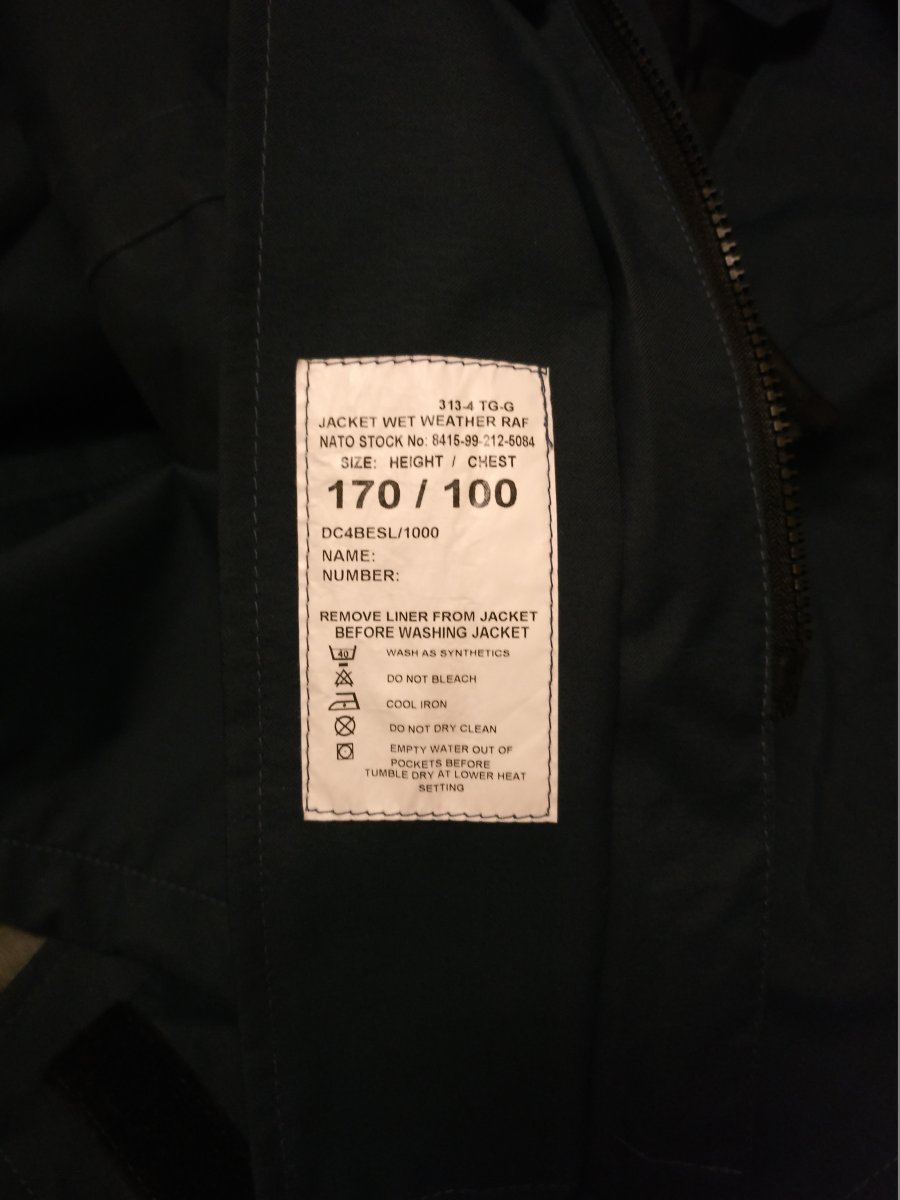 313-4 TG-G
JACKET WET WEATHER RAF
NATO STOCK No: 8415-99-212-5084
SIZE: HEIGHT / CHEST
170 / 100
DC4BESL/1000
NAME:
NUMBER:
REMOVE LINER FROM JACKET
BEFORE WASHING JACKET
40 WASH AS SYNTHETICS
DO NOT BLEACH
COOL IRON
DO NOT DRY CLEAN
EMPTY WATER OUT OF
POCKETS BEFORE
TUMBLE DRY AT LOWER HEAT
SETTING